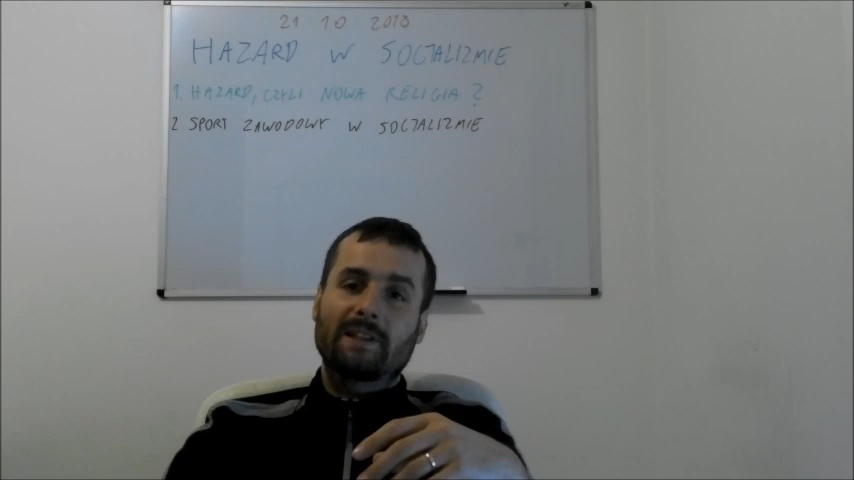 21 10 2013
HAZARD W SOCJALIZMIE
1. HAZARD, CZYLI NOWA RELIGIA?
2 SPORT ZAWODOWY W SOCJALIZMIE